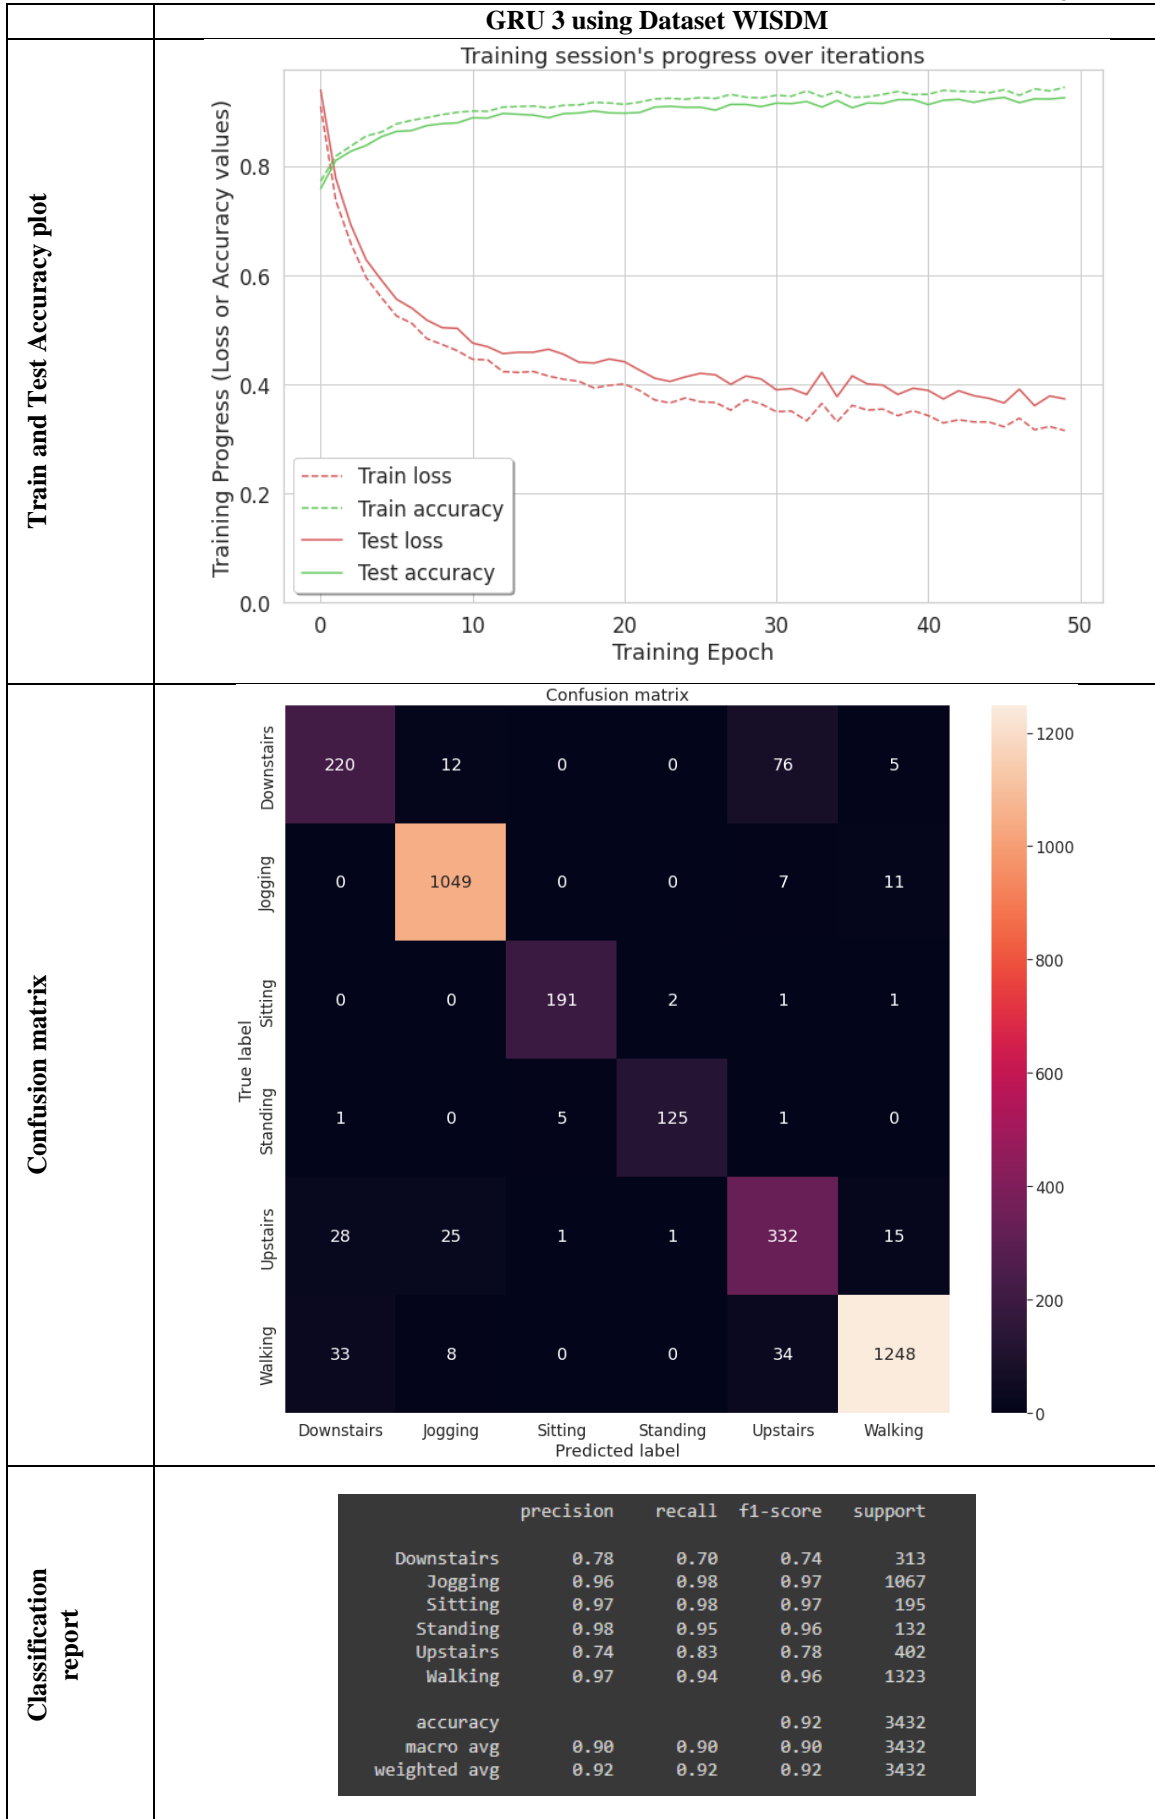 GRU 3 using Dataset WISDM
Train and Test Accuracy plot
Training session's progress over iterations
Training Progress (Loss or Accuracy values)
0.8
0.6
0.4
0.2
0.0
Train loss
Train accuracy
Test loss
Test accuracy
0 10 20 30 40 50
Training Epoch
Confusion matrix
Confusion matrix
True label
Downstairs 220 12 0 0 76 5
Jogging 0 1049 0 0 7 11
Sitting 0 0 191 2 1 1
Standing 1 0 5 125 1 0
Upstairs 28 25 1 1 332 15
Walking 33 8 0 0 34 1248
Downstairs Jogging Sitting Standing Upstairs Walking
Predicted label
1200
1000
800
600
400
200
0
Classification
report
precision recall f1-score support
Downstairs 0.78 0.70 0.74 313
Jogging 0.96 0.98 0.97 1067
Sitting 0.97 0.98 0.97 195
Standing 0.98 0.95 0.96 132
Upstairs 0.74 0.83 0.78 402
Walking 0.97 0.94 0.96 1323
accuracy 0.92 3432
macro avg 0.90 0.90 0.90 3432
weighted avg 0.92 0.92 0.92 3432